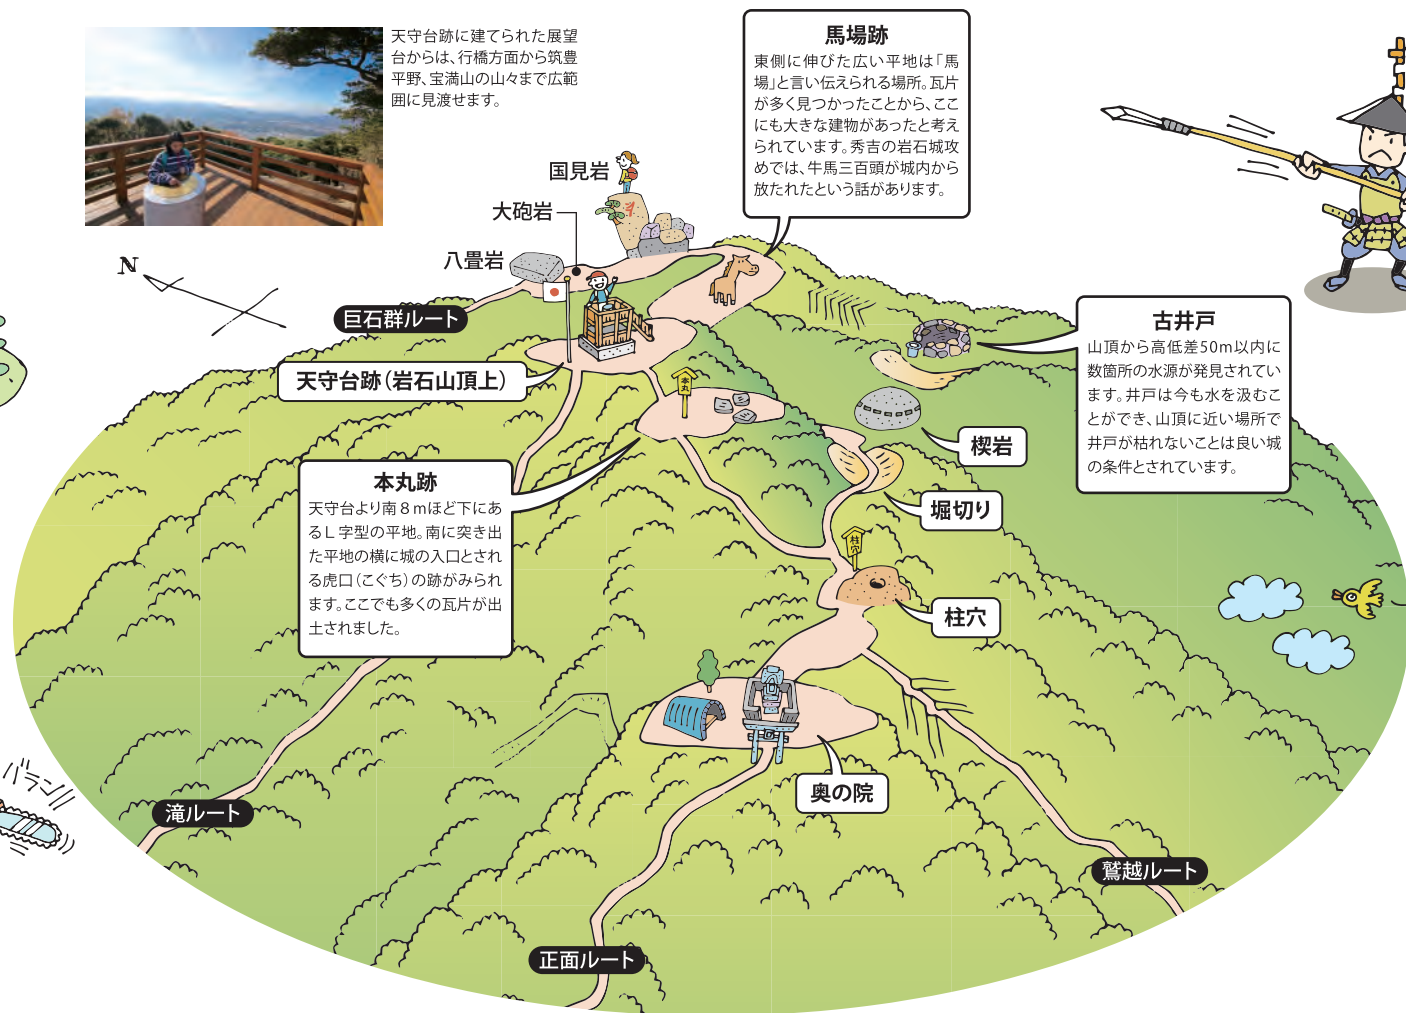 天守台跡に建てられた展望
台からは、行橋方面から筑豊
平野、宝満山の山々まで広範
囲に見渡せます。
馬場跡
東側に伸びた広い平地は「馬
場」と言い伝えられる場所。瓦片
が多く見つかったことから、ここ
にも大きな建物があったと考え
られています。秀吉の岩石城攻
めでは、牛馬三百頭が城内から
放たれたという話があります。
国見岩
大砲岩
八畳岩
N
巨石群ルート
天守台跡（岩石山頂上）
古井戸
山頂から高低差50m以内に
数箇所の水源が発見されてい
ます。井戸は今も水を汲むこ
とができ、山頂に近い場所で
井戸が枯れないことは良い城
の条件とされています。
本丸
楔岩
本丸跡
天守台より南8mほど下にあ
るL字型の平地。南に突き出
た平地の横に城の入口とされ
る虎口（こぐち）の跡がみられ
ます。ここでも多くの瓦片が出
土されました。
堀切り
柱穴
柱穴
奥の院
バラン
滝ルート
鷲越ルート
正面ルート